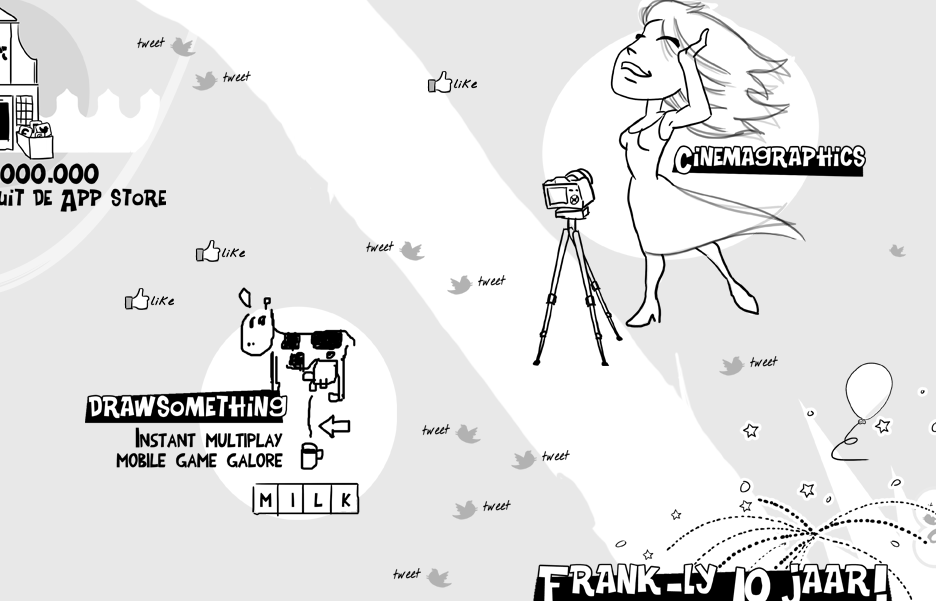 tweet
tweet
like
CINEMAGRAPHICS
000.000
UIT DE APP STORE
like
tweet
tweet
like
tweet
DRAWSOMETHING
INSTANT MULTIPLAY
MOBILE GAME GALORE
tweet
tweet
MILK
tweet
tweet
FRANK-LY 10 JAAR!